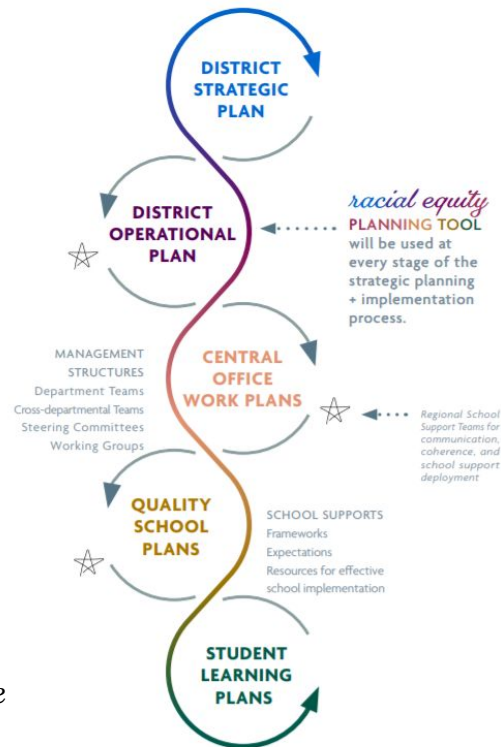 DISTRICT
STRATEGIC
PLAN
DISTRICT
OPERATIONAL
PLAN
racial equity
PLANNING TOOL
will be used at
every stage of the
strategic planning
+ implementation
process.
MANAGEMENT
STRUCTURES
Department Teams
Cross-departmental Teams
Steering Committees
Working Groups
CENTRAL
OFFICE
WORK PLANS
Regional School
Support Teams for
communication,
coherence, and
school support
deployment
QUALITY
SCHOOL
PLANS
SCHOOL SUPPORTS
Frameworks
Expectations
Resources for effective
school implementation
STUDENT
LEARNING
PLANS
e